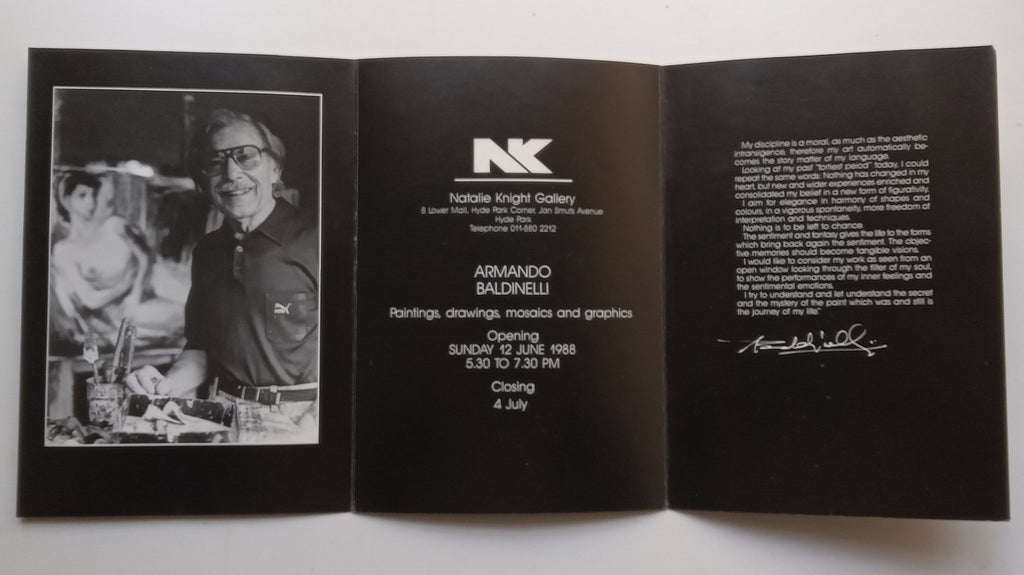 NK
Natalie Knight Gallery
8 Lower Mall, Hyde Park Corner, Jan Smuts Avenue
Hyde Park
Telephone 011-880 2212
ARMANDO
BALDINELLI
Paintings, drawings, mosaics and graphics
Opening
SUNDAY 12 JUNE 1988
5.30 TO 7.30 PM
Closing
4 July
My discipline is a moral, as much as the aesthetic
intransigence, therefore my art automatically be-
comes the story matter of my language.
Looking at my past "fortiest peiod" today, I could
repeat the same words: Nothing has changed in my
heart, but new and wider experiences enriched and
consolidated my belief in a new form of figurativity.
I aim for elegance in harmony of shapes and
colours, in a vigorous spontaneity, more freedom of
interpretation and techniques.
Nothing is to be left to chance.
The sentiment and fantasy gives the life to the forms
which bring back again the sentiment. The objec-
tive memories should become tangible visions.
I would like to consider my work as seen from an
open window looking through the filter of my soul,
to show the performances of my inner feelings and
the sentimental emotions.
I try to understand and let understand the secret
and the mystery of the paint which was and still is
the journey of my life."